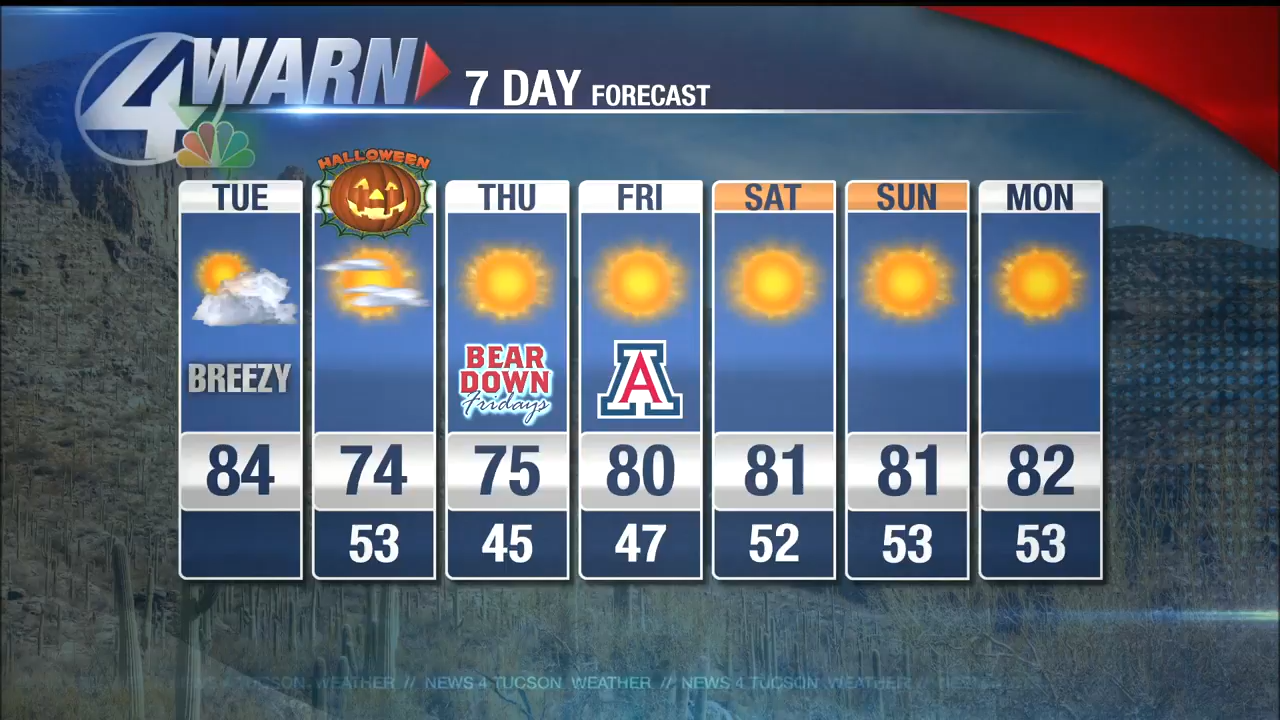 4WARN
7 DAY FORECAST
HALLOWEEN
TUE
THU
FRI
SAT
SUN
MON
BREEZY
BEAR
DOWN
Fridays
A
84
74
75
80
81
81
82
53
45
47
52
53
53
TUCSON WEATHER // NEWS 4 TUCSON WEATHER // NEWS 4 TUCSON WEATHER //